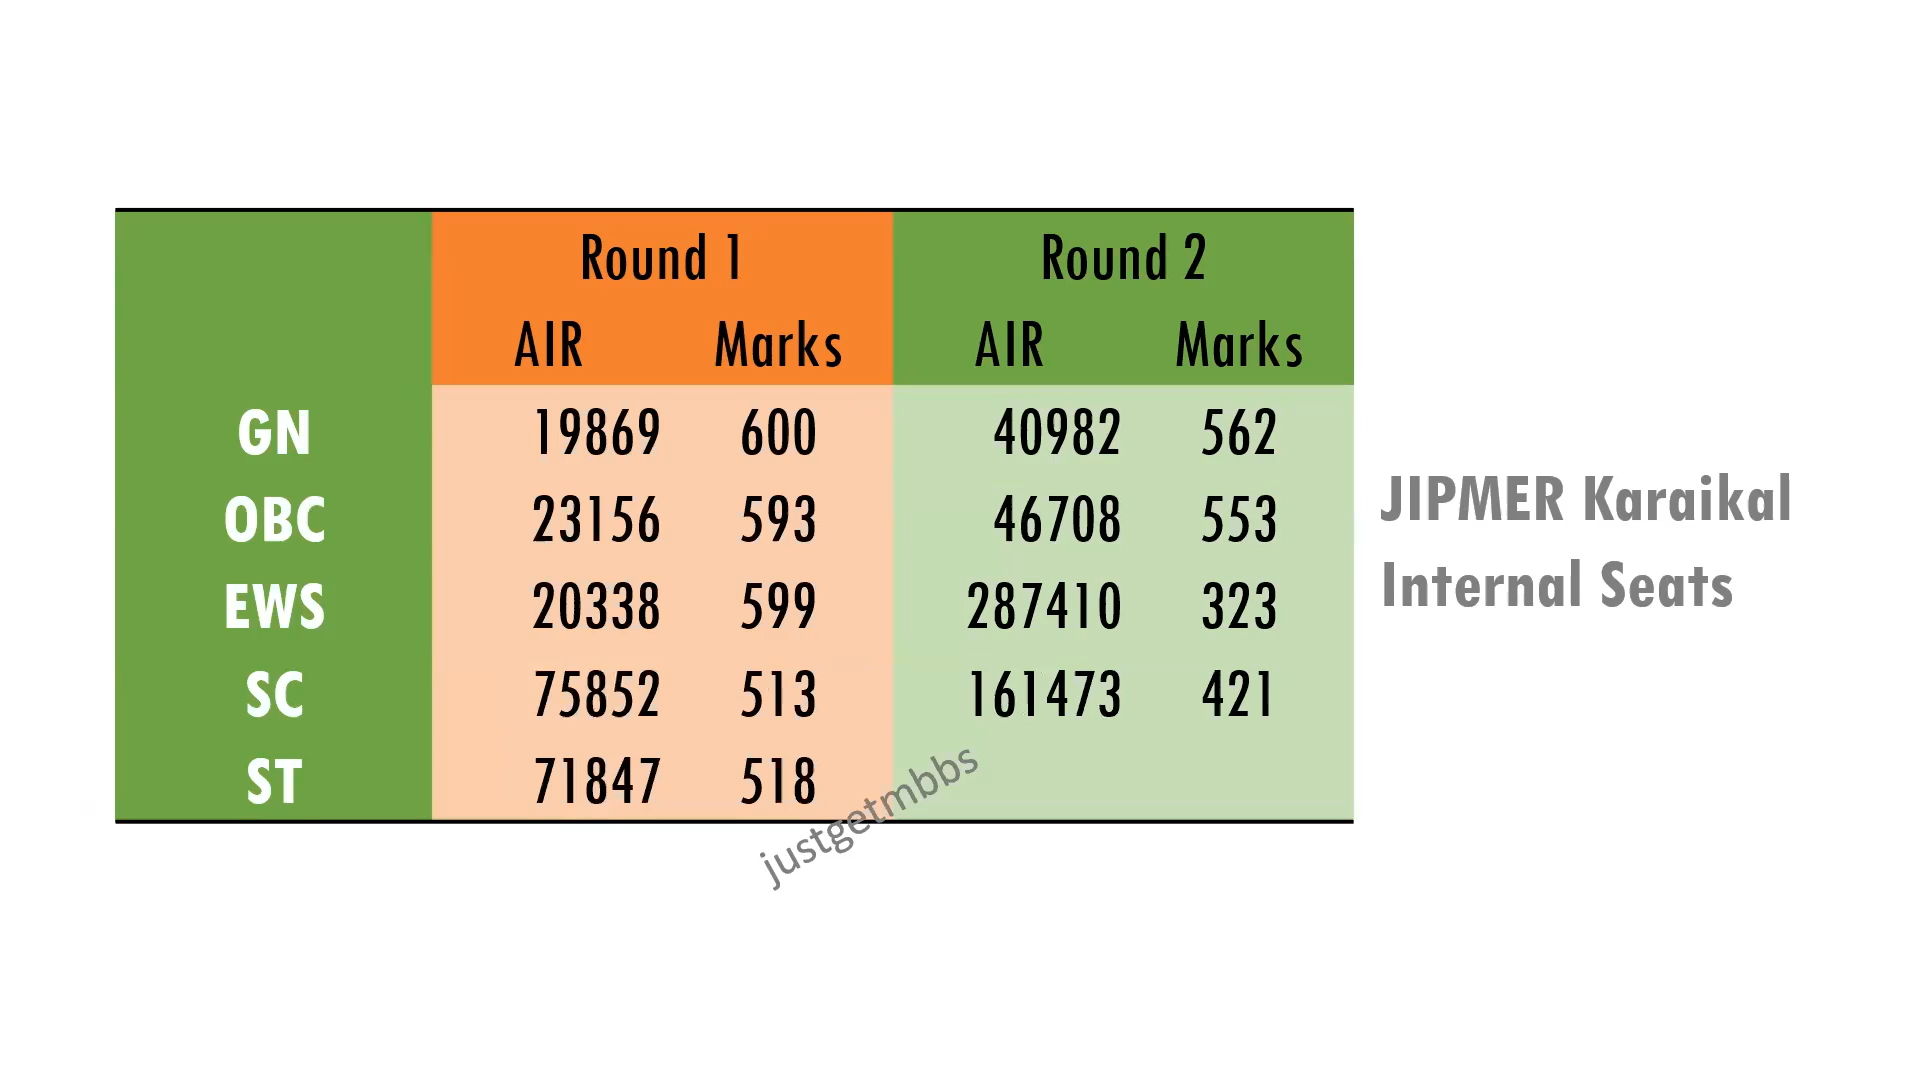 Round 1 Round 2
AIR Marks AIR Marks
GN 19869 600 40982 562
OBC 23156 593 46708 553
EWS 20338 599 287410 323
SC 75852 513 161473 421
ST 71847 518
JIPMER Karaikal
Internal Seats
justgetmbbs